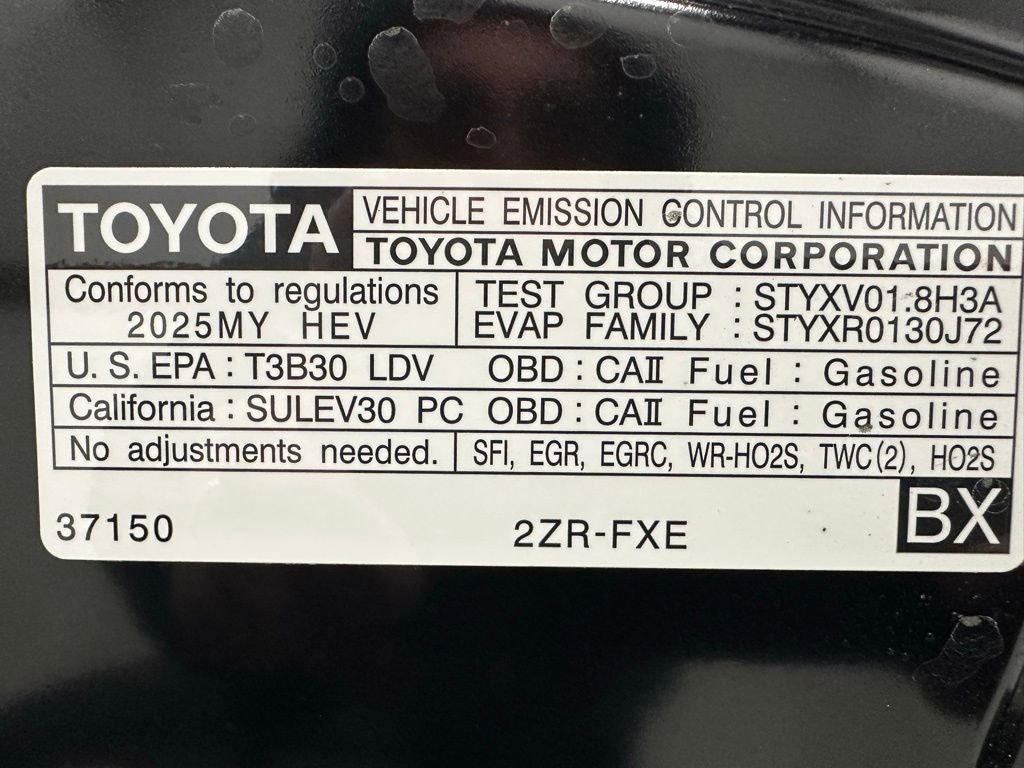 TOYOTA
VEHICLE EMISSION CONTROL INFORMATION
TOYOTA MOTOR CORPORATION
Conforms to regulations
2025MY HEV
TEST GROUP : STYXV01.8H3A
EVAP FAMILY : STYXR0130J72
U. S. EPA : T3B30 LDV OBD : CAII Fuel : Gasoline
California : SULEV30 PC OBD : CAII Fuel : Gasoline
No adjustments needed. SFI, EGR, EGRC, WR-HO2S, TWC(2), HO2S
37150 2ZR-FXE BX